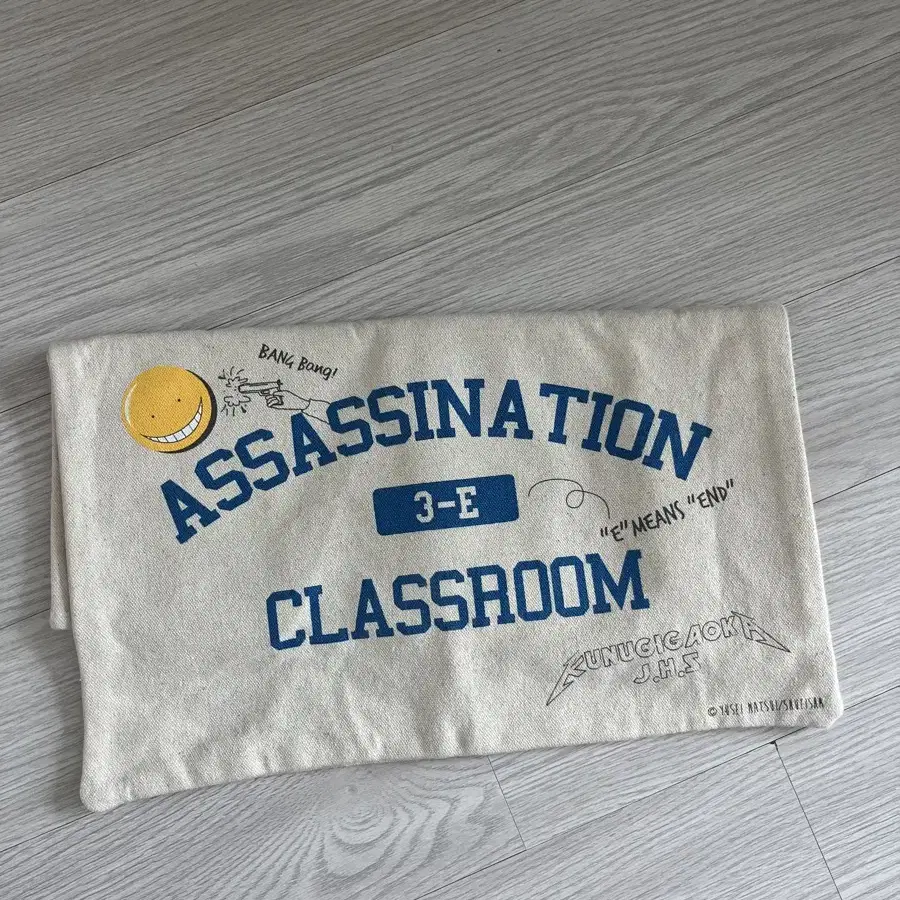 BANG Bang!
ASSASSINATION
3-E
"E" MEANS "END"
CLASSROOM
KUNUGIGAOKA
J.H.S
© YUSEI MATSUI/SHUEISHA